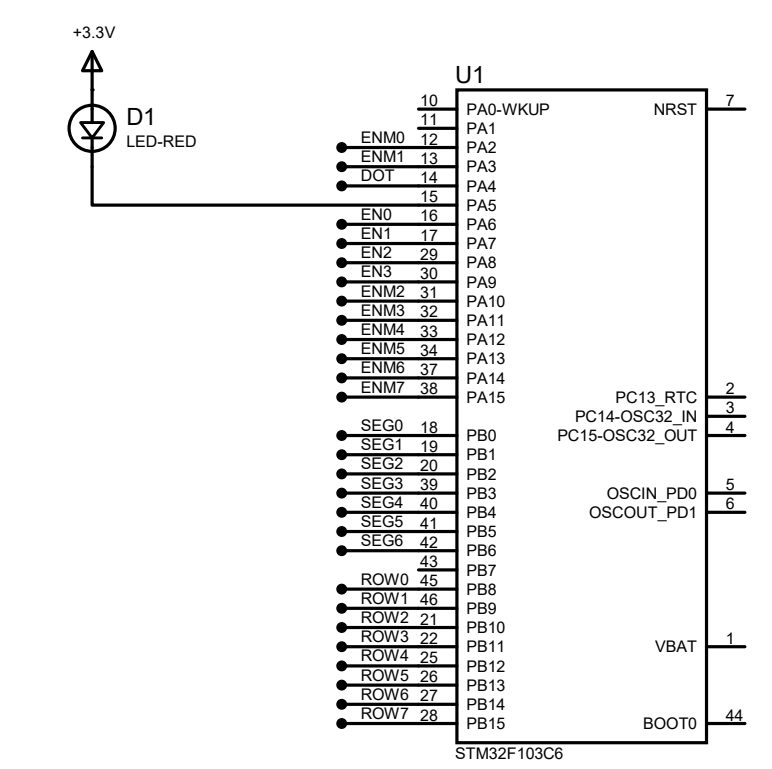 +3.3V
D1
LED-RED
U1
10 PA0-WKUP NRST 7
11 PA1
ENM0 12 PA2
ENM1 13 PA3
DOT 14 PA4
15 PA5
EN0 16 PA6
EN1 17 PA7
EN2 29 PA8
EN3 30 PA9
ENM2 31 PA10
ENM3 32 PA11
ENM4 33 PA12
ENM5 34 PA13
ENM6 37 PA14
ENM7 38 PA15 PC13_RTC 2
PC14-OSC32_IN 3
SEG0 18 PB0 PC15-OSC32_OUT 4
SEG1 19 PB1
SEG2 20 PB2
SEG3 39 PB3 OSCIN_PD0 5
SEG4 40 PB4 OSCOUT_PD1 6
SEG5 41 PB5
SEG6 42 PB6
43 PB7
ROW0 45 PB8
ROW1 46 PB9
ROW2 21 PB10
ROW3 22 PB11 VBAT 1
ROW4 25 PB12
ROW5 26 PB13
ROW6 27 PB14
ROW7 28 PB15 BOOT0 44
STM32F103C6